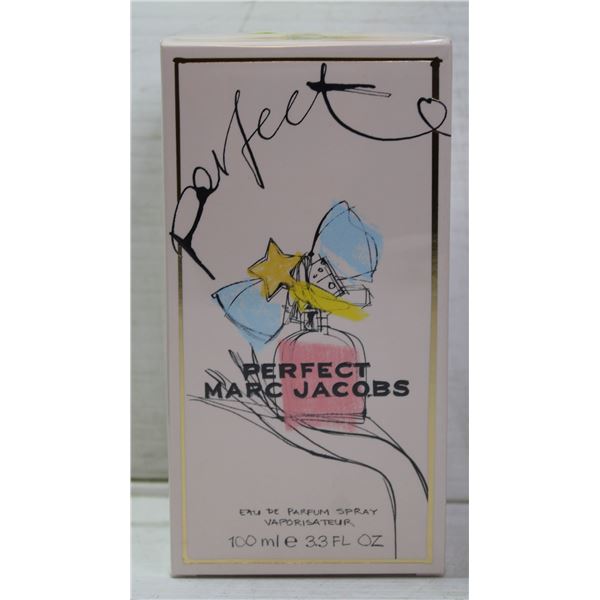 Perfect
PERFECT
MARC JACOBS
EAU DE PARFUM SPRAY
VAPORISATEUR
100 ml e 3.3 FL OZ